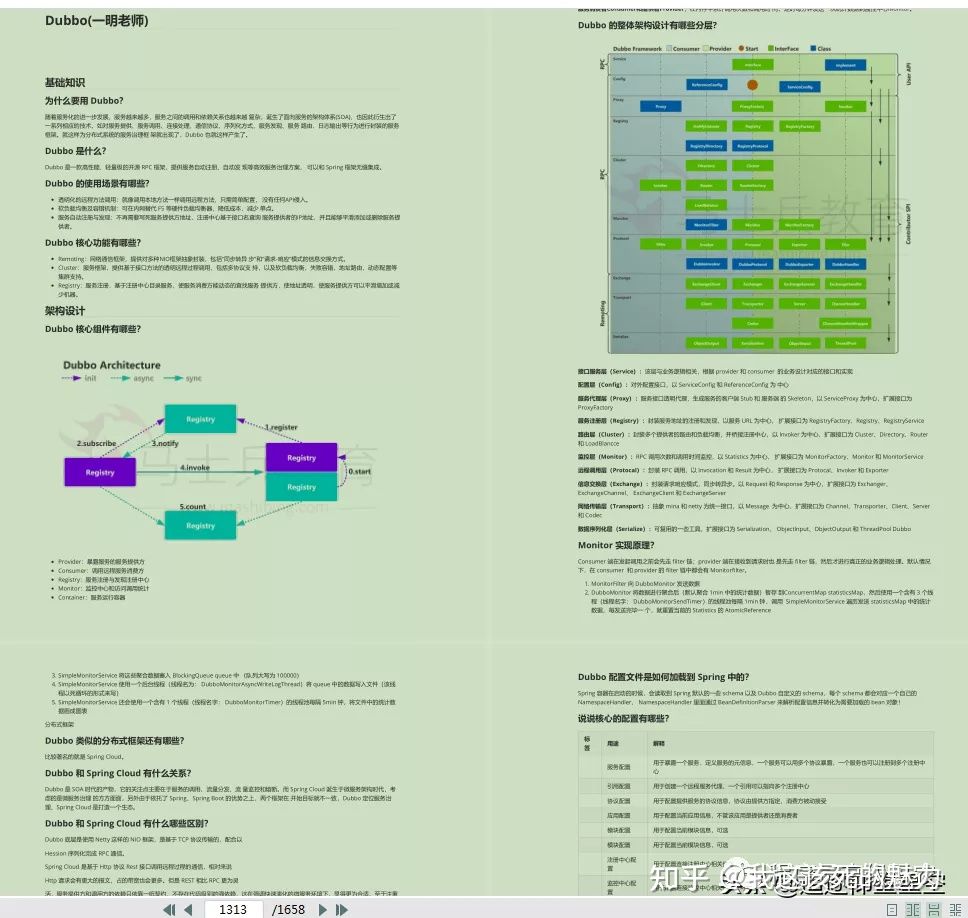 Dubbo(一明老师)
基础知识
为什么要用 Dubbo?
随着服务化的进一步发展，服务越来越多，服务之间的调用和依赖关系也越来越 复杂，诞生了面向服务的架构体系(SOA)，也因此衍生出了
一系列相应的技术，如对服务提供、服务调用、连接处理、通信协议、序列化方式、服务发现、服务 路由、日志输出等行为进行封装的服务
框架。就这样为分布式系统的服务治理框 架就出现了，Dubbo 也就这样产生了。
Dubbo 是什么?
Dubbo 是一款高性能、轻量级的开源 RPC 框架，提供服务自动注册、自动发 现等高效服务治理方案， 可以和 Spring 框架无缝集成。
Dubbo 的使用场景有哪些?
透明化的远程方法调用：就像调用本地方法一样调用远程方法，只需简单配置，没有任何API侵入。
软负载均衡及容错机制：可在内网替代 F5 等硬件负载均衡器，降低成本，减少 单点。
服务自动注册与发现：不再需要写死服务提供方地址，注册中心基于接口名查询 服务提供者的IP地址，并且能够平滑添加或删除服务提
供者。
Dubbo 核心功能有哪些?
Remoting：网络通信框架，提供对多种NIO框架抽象封装，包括“同步转异 步”和“请求-响应”模式的信息交换方式。
Cluster：服务框架，提供基于接口方法的透明远程过程调用，包括多协议支 持，以及软负载均衡，失败容错，地址路由，动态配置等
集群支持。
Registry：服务注册，基于注册中心目录服务，使服务消费方能动态的查找服务 提供方，使地址透明，使服务提供方可以平滑增加或减
少机器。
架构设计
Dubbo 核心组件有哪些?
Dubbo Architecture
init async sync
Registry
1.register
2.subscribe
3.notify
Registry
4.invoke
Registry
0.start
Registry
5.count
Registry
Provider：暴露服务的服务提供方
Consumer：调用远程服务消费方
Registry：服务注册与发现注册中心
Monitor：监控中心和访问调用统计
Container：服务运行容器
Dubbo 的整体架构设计有哪些分层?
Dubbo Framework Consumer Provider Start Interface Class
RPC
User API
Service
Interface
Implement
Config
ReferenceConfig
ServiceConfig
Proxy
Proxy
ProxyFactory
Invoker
Registry
NotifyListener
Registry
RegistryFactory
RegistryDirectory
RegistryProtocol
RPC
Contributor SPI
Cluster
Directory
Cluster
Invoker
Router
RouterFactory
LoadBalance
Monitor
MonitorFilter
Monitor
MonitorFactory
Protocol
Filter
Invoker
Protocol
Exporter
Filter
DubboInvoker
DubboProtocol
DubboExporter
DubboHandler
Remoting
Exchange
ExchangeClient
Exchanger
ExchangeServer
ExchangeHandler
Transport
Client
Transporter
Server
ChannelHandler
Codec
ChannelHandlerWrapper
Serialize
ObjectOutput
Serialization
ObjectInput
ThreadPool
接口服务层（Service）：该层与业务逻辑相关，根据 provider 和 consumer 的业务设计对应的接口和实现
配置层（Config）：对外配置接口，以 ServiceConfig 和 ReferenceConfig 为 中心
服务代理层（Proxy）：服务接口透明代理，生成服务的客户端 Stub 和 服务端 的 Skeleton，以 ServiceProxy 为中心，扩展接口为
ProxyFactory
服务注册层（Registry）：封装服务地址的注册和发现，以服务 URL 为中心， 扩展接口为 RegistryFactory、Registry、RegistryService
路由层（Cluster）：封装多个提供者的路由和负载均衡，并桥接注册中心，以 Invoker 为中心，扩展接口为 Cluster、Directory、Router
和 LoadBlancce
监控层（Monitor）：RPC 调用次数和调用时间监控，以 Statistics 为中心，扩 展接口为 MonitorFactory、Monitor 和 MonitorService
远程调用层（Protocal）：封装 RPC 调用，以 Invocation 和 Result 为中心， 扩展接口为 Protocal、Invoker 和 Exporter
信息交换层（Exchange）：封装请求响应模式，同步转异步。以 Request 和 Response 为中心，扩展接口为 Exchanger、
ExchangeChannel、 ExchangeClient 和 ExchangeServer
网络传输层（Transport）：抽象 mina 和 netty 为统一接口，以 Message 为中心，扩展接口为 Channel、Transporter、Client、Server
和 Codec
数据序列化层（Serialize）：可复用的一些工具，扩展接口为 Serialization、 ObjectInput、ObjectOutput 和 ThreadPool Dubbo
Monitor 实现原理?
Consumer 端在发起调用之前会先走 filter 链；provider 端在接收到请求时也 是先走 filter 链，然后才进行真正的业务逻辑处理。默认情况
下，在 consumer 和 provider 的 filter 链中都会有 Monitorfilter。
1. MonitorFilter 向 DubboMonitor 发送数据
2. DubboMonitor 将数据进行聚合后（默认聚合 1min 中的统计数据）暂存 到ConcurrentMap statisticsMap，然后使用一个含有 3 个线
程（线程名字： DubboMonitorSendTimer）的线程池每隔 1min 钟，调用 SimpleMonitorService 遍历发送 statisticsMap 中的统计
数据，每发送完毕一个，就重置当前的 Statistics 的 AtomicReference
3. SimpleMonitorService 将这些聚合数据塞入 BlockingQueue queue 中 （队列大写为 100000）
4. SimpleMonitorService 使用一个后台线程（线程名为： DubboMonitorAsyncWriteLogThread）将 queue 中的数据写入文件（该线
程以死循环的形式来写）
5. SimpleMonitorService 还会使用一个含有 1 个线程（线程名字： DubboMonitorTimer）的线程池每隔 5min 钟，将文件中的统计数
据画成图表
分布式框架
Dubbo 类似的分布式框架还有哪些?
比较著名的就是 Spring Cloud。
Dubbo 和 Spring Cloud 有什么关系?
Dubbo 是 SOA 时代的产物，它的关注点主要在于服务的调用，流量分发、流 量监控和熔断。而 Spring Cloud 诞生于微服务架构时代，考
虑的是微服务治理 的方方面面，另外由于依托了 Spring、Spring Boot 的优势之上，两个框架在 开始目标就不一致，Dubbo 定位服务治
理、Spring Cloud 是打造一个生态。
Dubbo 和 Spring Cloud 有什么哪些区别?
Dubbo 底层是使用 Netty 这样的 NIO 框架，是基于 TCP 协议传输的，配合以
Hession 序列化完成 RPC 通信。
Spring Cloud 是基于 Http 协议 Rest 接口调用远程过程的通信，相对来说
Http 请求会有更大的报文，占的带宽也会更多。但是 REST 相比 RPC 更为灵
Dubbo 配置文件是如何加载到 Spring 中的?
Spring 容器在启动的时候，会读取到 Spring 默认的一些 schema 以及 Dubbo 自定义的 schema，每个 schema 都会对应一个自己的
NamespaceHandler， NamespaceHandler 里面通过 BeanDefinitionParser 来解析配置信息并转化为需要加载的 bean 对象！
说说核心的配置有哪些?
标签 用途 解释
服务配置 用于暴露一个服务，定义服务的元信息，一个服务可以用多个协议暴露，一个服务也可以注册到多个注册中
心
引用配置 用于创建一个远程服务代理，一个引用可以指向多个注册中心
协议配置 用于配置提供服务的协议信息，协议由提供方指定，消费方被动接受
应用配置 用于配置当前应用信息，不管该应用是提供者还是消费者
模块配置 用于配置当前模块信息，可选
模块配置 用于配置当前模块信息，可选
注册中心配
置
用于配置连接注册中心相关
监控中心配
置
知乎
1313 /1658